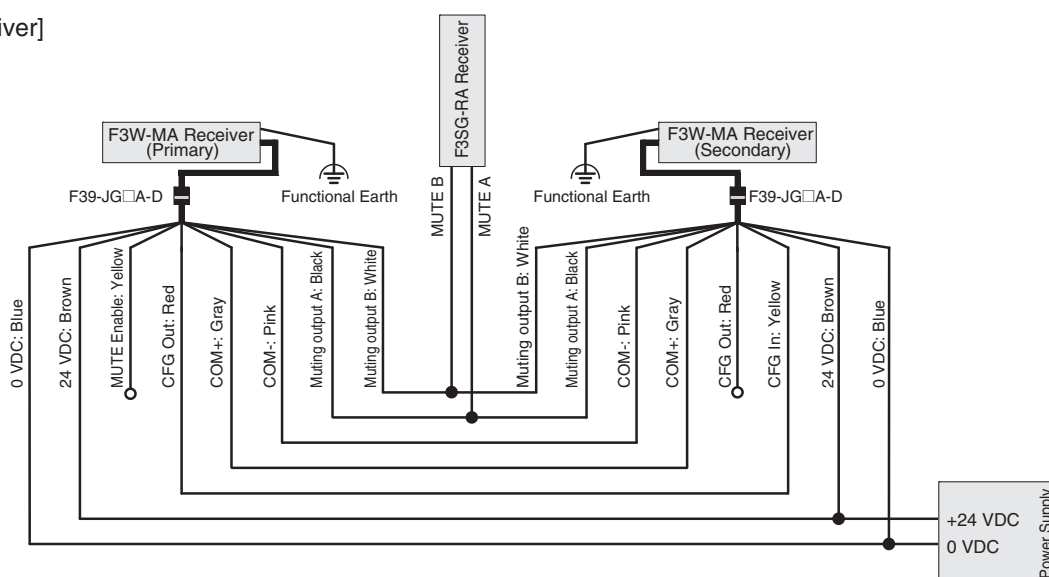 iver]
F3SG-RA Receiver
F3W-MA Receiver
(Primary)
F3W-MA Receiver
(Secondary)
F39-JG□A-D
Functional Earth
MUTE B
MUTE A
Functional Earth
F39-JG□A-D
0 VDC: Blue
24 VDC: Brown
MUTE Enable: Yellow
CFG Out: Red
COM+: Gray
COM-: Pink
Muting output A: Black
Muting output B: White
Muting output B: White
Muting output A: Black
COM-: Pink
COM+: Gray
CFG Out: Red
CFG In: Yellow
24 VDC: Brown
0 VDC: Blue
+24 VDC
0 VDC
Power Supply